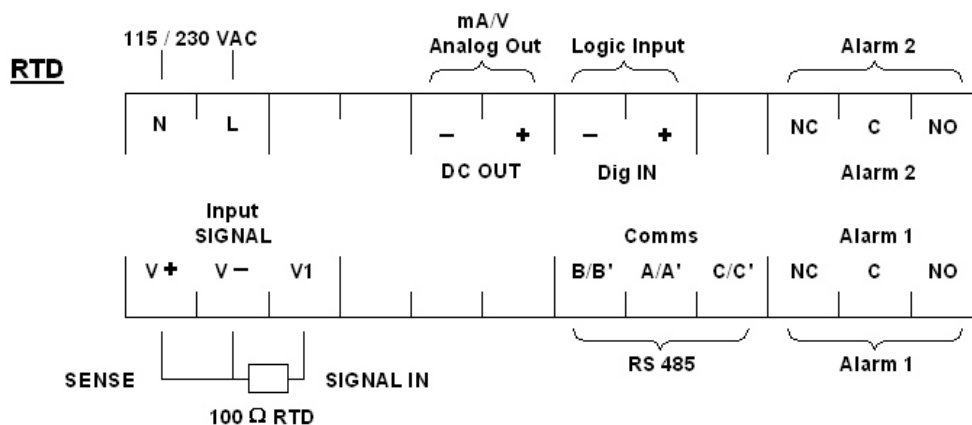 mA/V
115 / 230 VAC Analog Out Logic Input Alarm 2
RTD
N L NC C NO
− + − +
DC OUT Dig IN Alarm 2
Input
SIGNAL Comms Alarm 1
V + V − V1 B/B' A/A' C/C' NC C NO
RS 485 Alarm 1
SENSE SIGNAL IN
100 Ω RTD